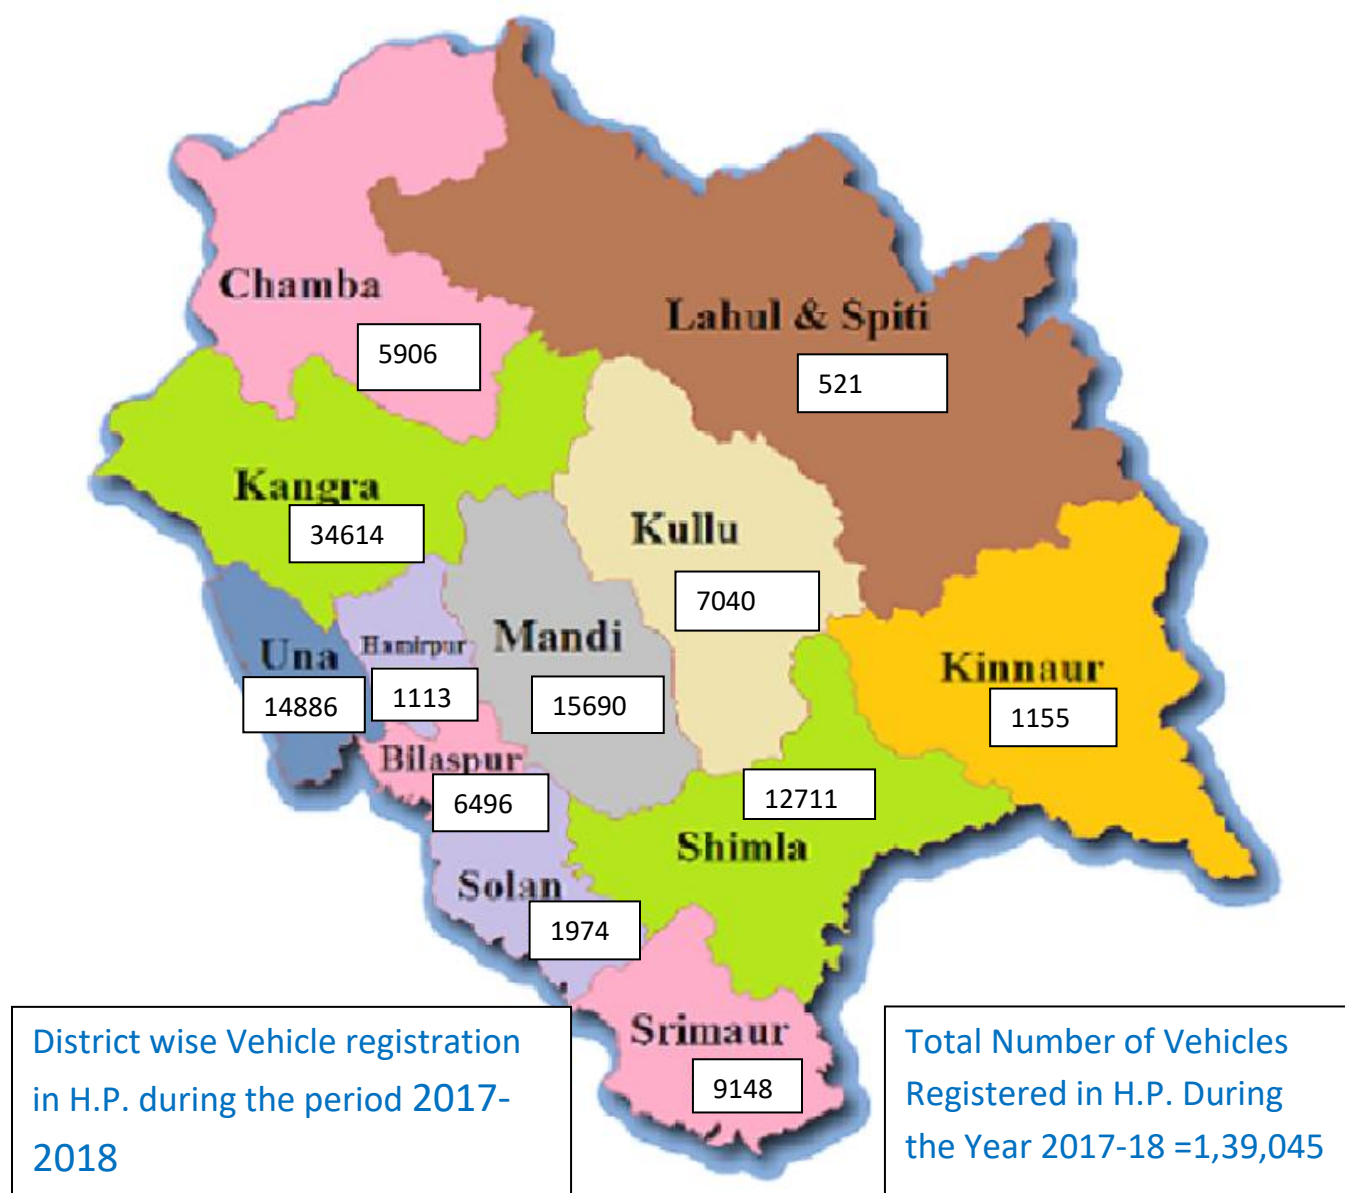 Chamba
5906
Lahul & Spiti
521
Kangra
34614
Kullu
7040
Una
14886
Hamirpur
1113
Mandi
15690
Kinnaur
1155
Bilaspur
6496
12711
Shimla
Solan
1974
Srimaur
9148
District wise Vehicle registration
in H.P. during the period 2017-
2018
Total Number of Vehicles
Registered in H.P. During
the Year 2017-18 =1,39,045